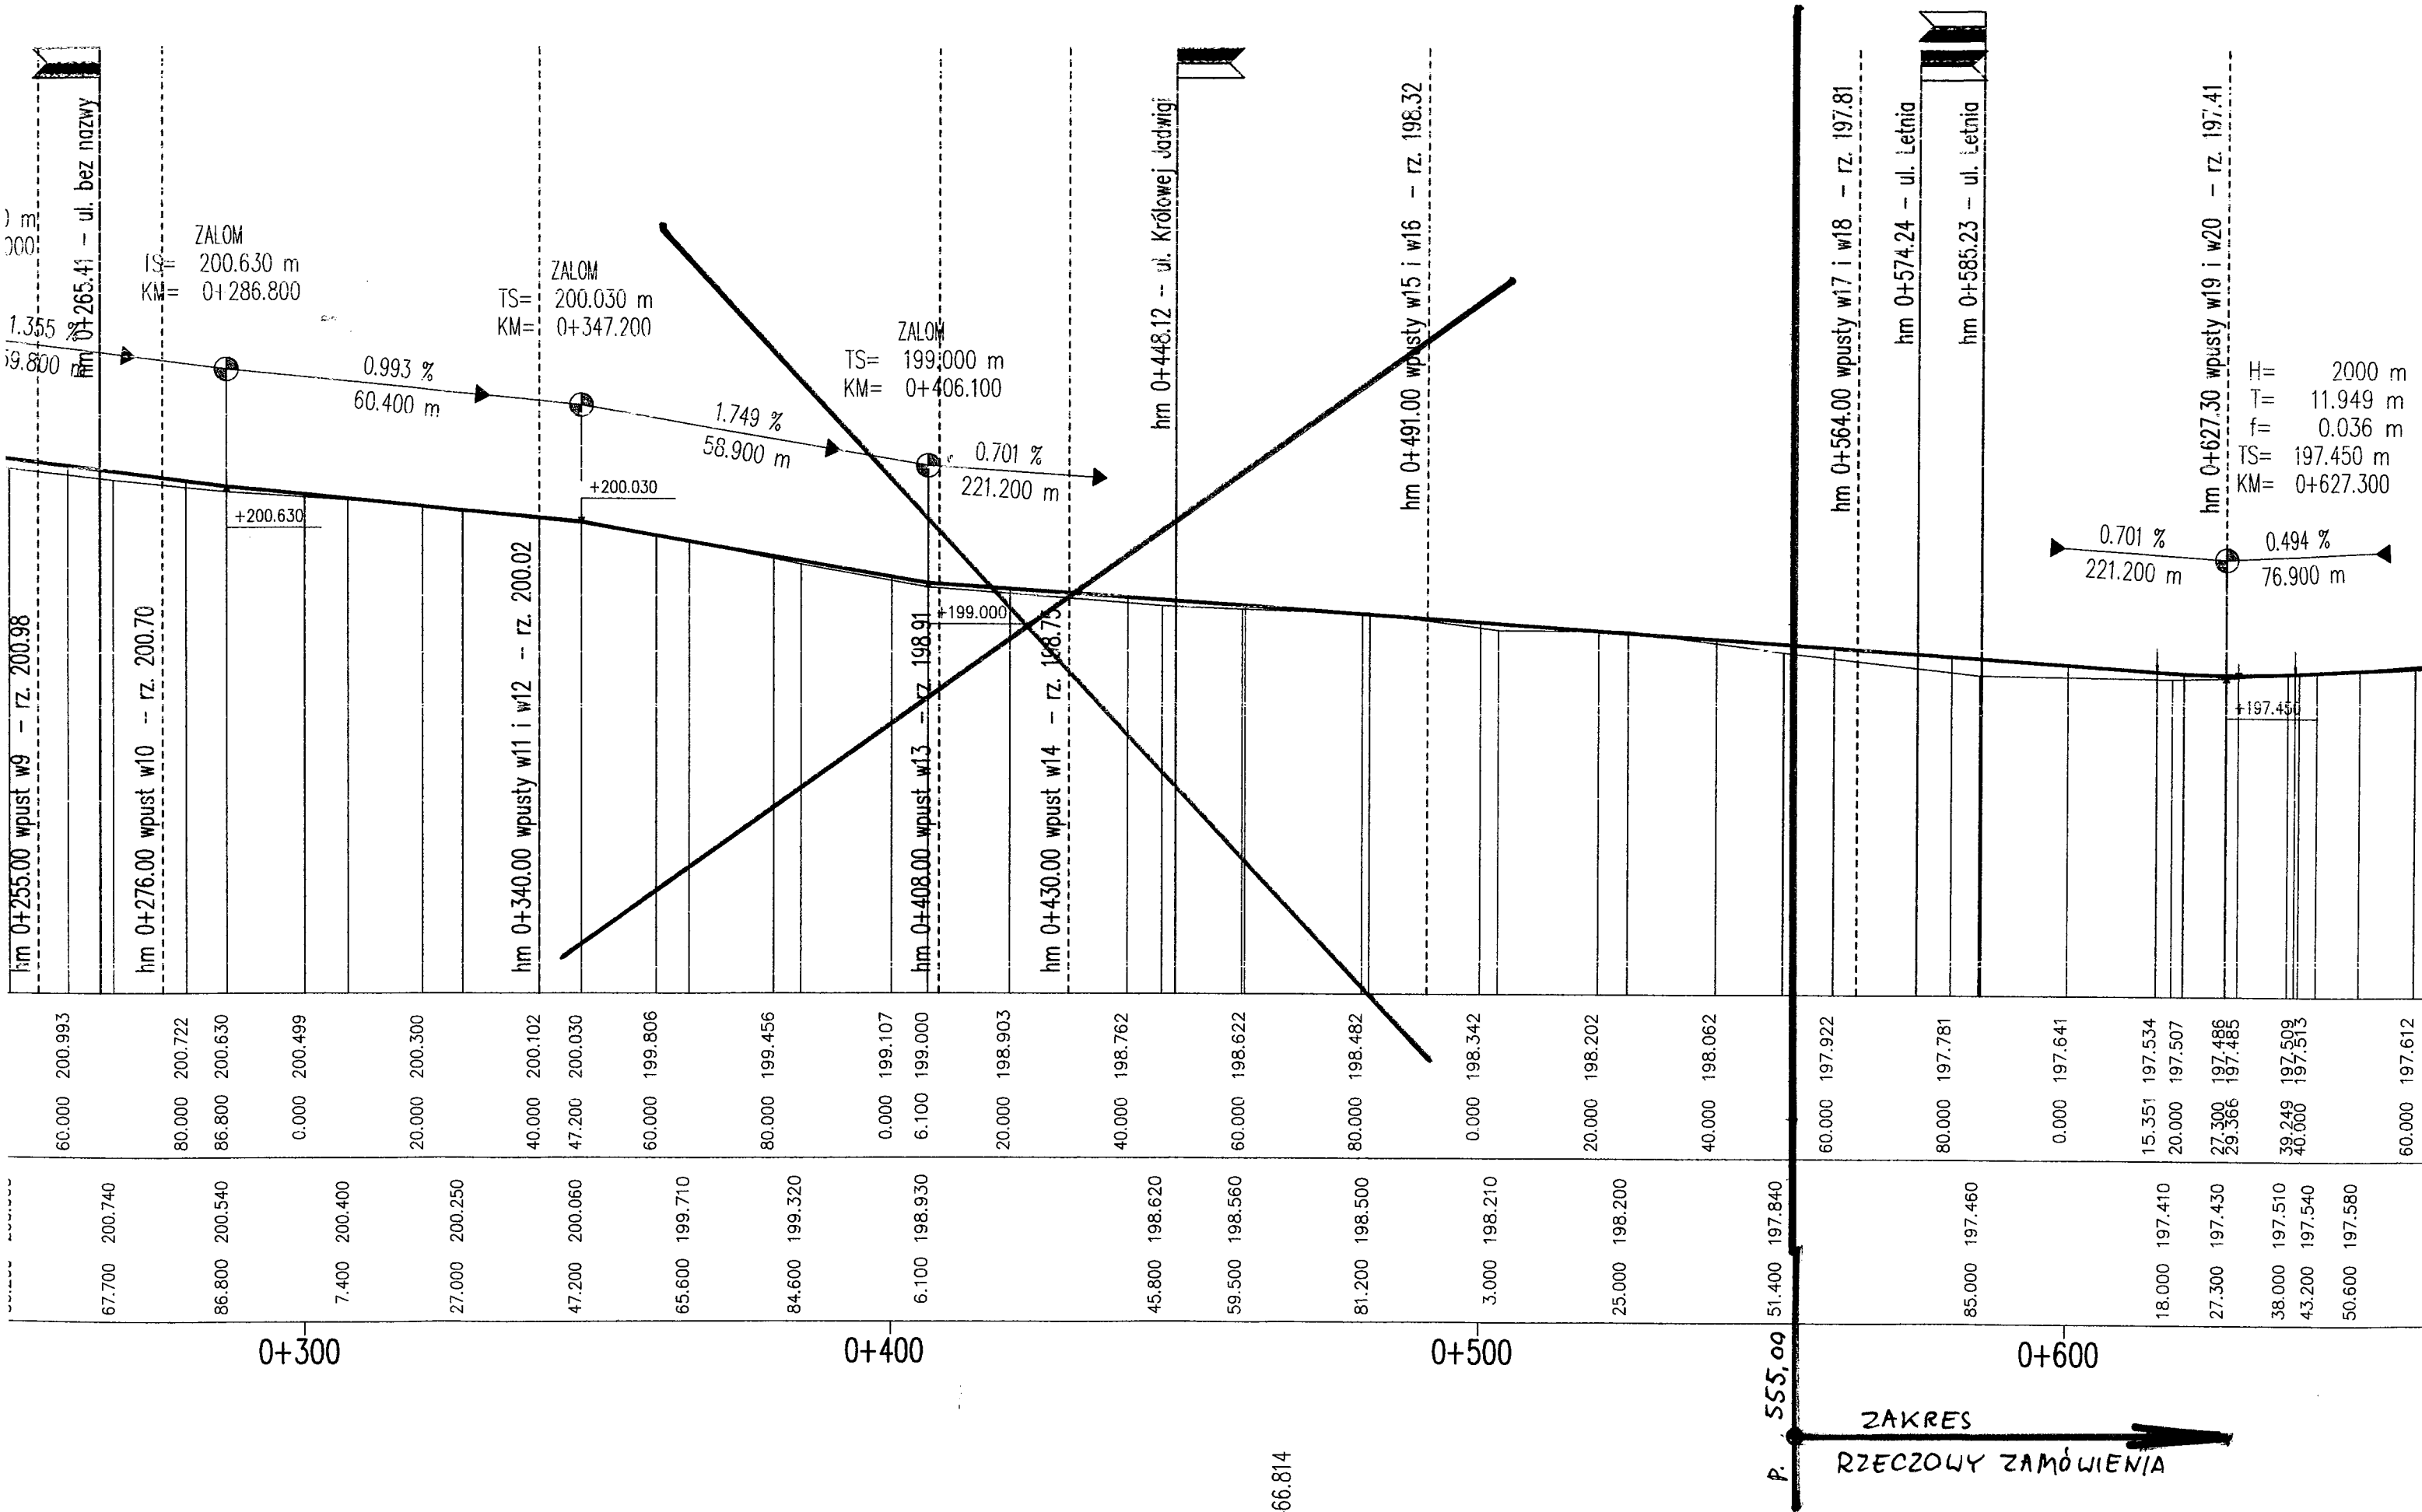 hm 0+265.41 - ul. bez nazwy
hm 0+448.12 -- ul. Królowej Jadwigi
hm 0+491.00 wpusty w15 i w16 - rz. 198.32
hm 0+564.00 wpusty w17 i w18 - rz. 197.81
hm 0+574.24 - ul. Letnia
hm 0+585.23 - ul. Letnia
hm 0+627.30 wpusty w19 i w20 - rz. 197.41
1.355 %
59.800 m
ZALOM
TS= 200.630 m
KM= 0+286.800
0.993 %
60.400 m
ZALOM
TS= 200.030 m
KM= 0+347.200
1.749 %
58.900 m
ZALOM
TS= 199.000 m
KM= 0+406.100
0.701 %
221.200 m
H= 2000 m
T= 11.949 m
f= 0.036 m
TS= 197.450 m
KM= 0+627.300
0.701 %
221.200 m
0.494 %
76.900 m
+200.630
+200.030
+199.000
+197.450
hm 0+255.00 wpust w9 - rz. 200.98
hm 0+276.00 wpust w10 -- rz. 200.70
hm 0+340.00 wpusty w11 i w12 -- rz. 200.02
hm 0+408.00 wpust w13 -- rz. 198.91
hm 0+430.00 wpust w14 - rz. 198.75
60.000 200.993
80.000 200.722
86.800 200.630
0.000 200.499
20.000 200.300
40.000 200.102
47.200 200.030
60.000 199.806
80.000 199.456
0.000 199.107
6.100 199.000
20.000 198.903
40.000 198.762
60.000 198.622
80.000 198.482
0.000 198.342
20.000 198.202
40.000 198.062
60.000 197.922
80.000 197.781
0.000 197.641
15.351 197.534
20.000 197.507
27.300 197.486
29.366 197.485
39.249 197.509
40.000 197.513
60.000 197.612
67.700 200.740
86.800 200.540
7.400 200.400
27.000 200.250
47.200 200.060
65.600 199.710
84.600 199.320
6.100 198.930
45.800 198.620
59.500 198.560
81.200 198.500
3.000 198.210
25.000 198.200
51.400 197.840
85.000 197.460
18.000 197.410
27.300 197.430
38.000 197.510
43.200 197.540
50.600 197.580
0+300
0+400
0+500
0+600
P. 555,00
ZAKRES
RZECZOWY ZAMÓWIENIA
66.814